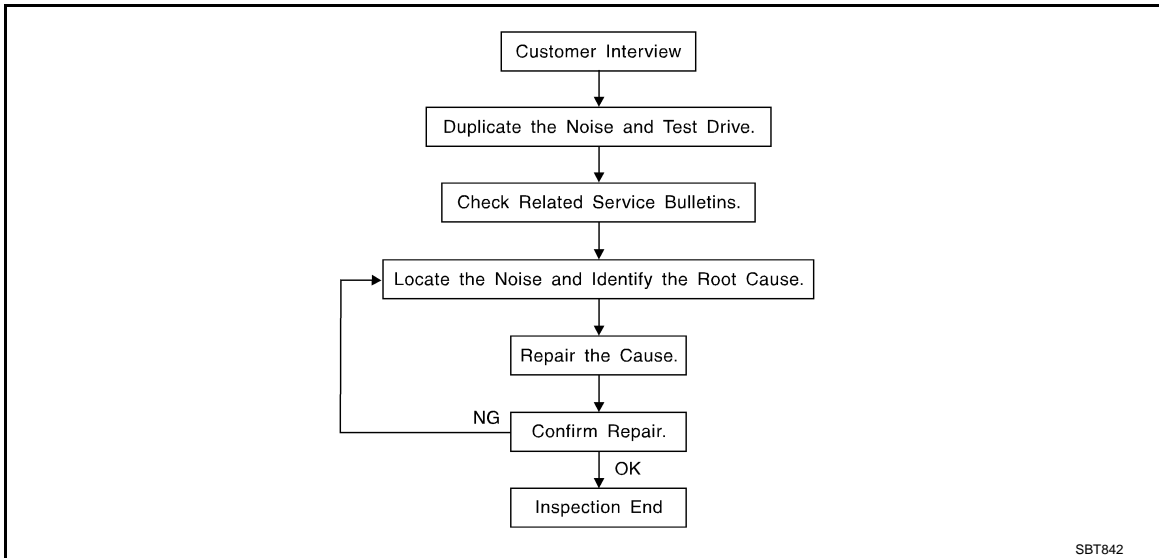 Customer Interview
Duplicate the Noise and Test Drive.
Check Related Service Bulletins.
Locate the Noise and Identify the Root Cause.
Repair the Cause.
NG
Confirm Repair.
OK
Inspection End
SBT842